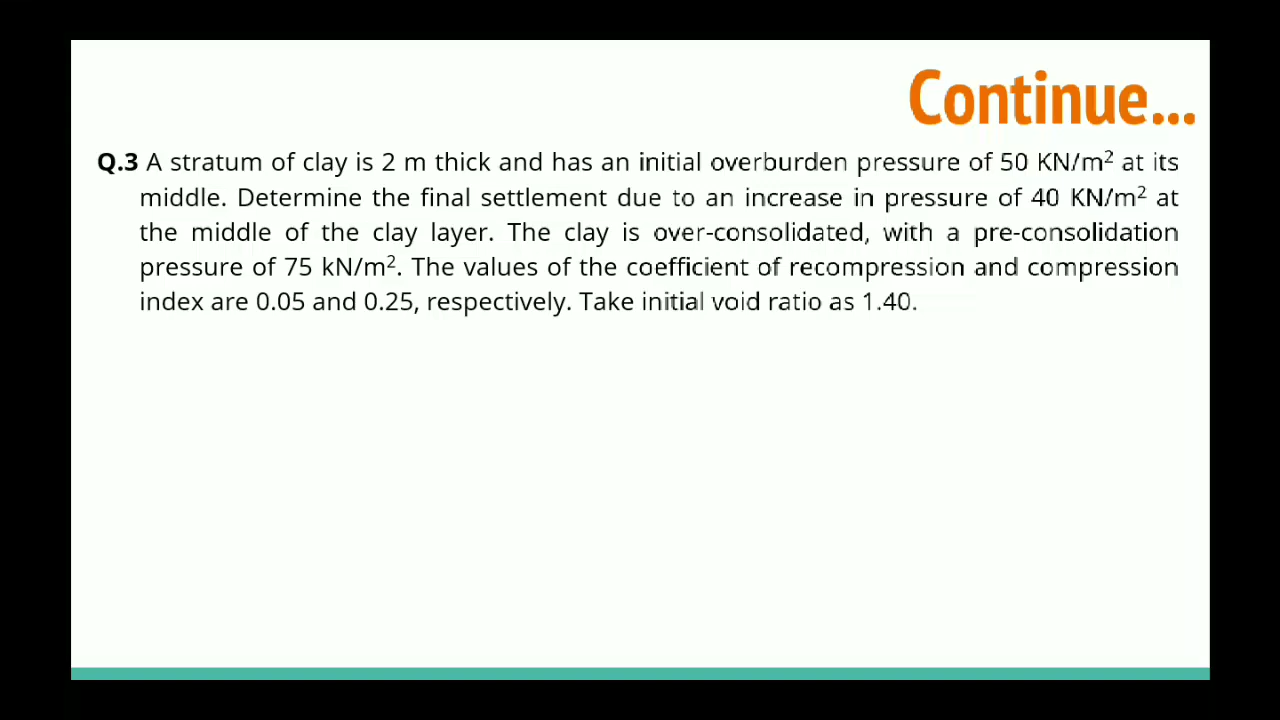 Continue...
Q.3 A stratum of clay is 2 m thick and has an initial overburden pressure of 50 KN/m² at its
middle. Determine the final settlement due to an increase in pressure of 40 KN/m² at
the middle of the clay layer. The clay is over-consolidated, with a pre-consolidation
pressure of 75 kN/m². The values of the coefficient of recompression and compression
index are 0.05 and 0.25, respectively. Take initial void ratio as 1.40.